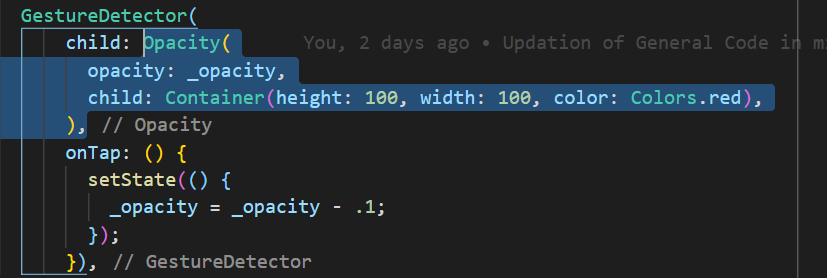 GestureDetector(
child: Opacity( You, 2 days ago • Updation of General Code in m
opacity: _opacity,
child: Container(height: 100, width: 100, color: Colors.red),
), // Opacity
onTap: () {
setState(() {
_opacity = _opacity - .1;
});
}), // GestureDetector